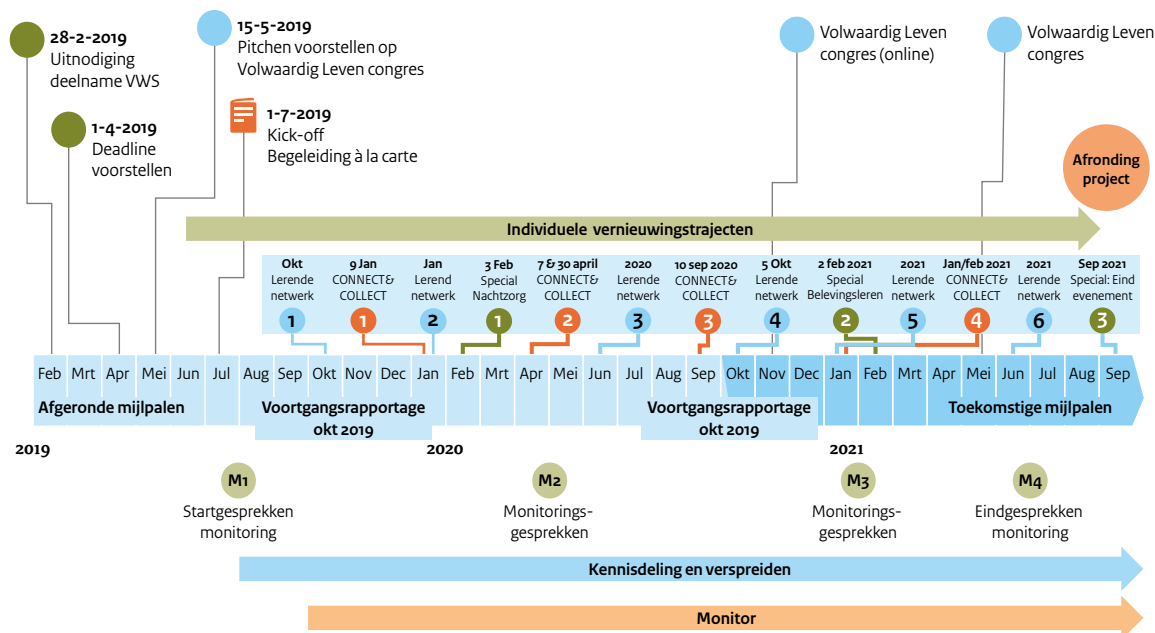 28-2-2019
Uitnodiging
deelname VWS
15-5-2019
Pitchen voorstellen op
Volwaardig Leven congres
Volwaardig Leven
congres (online)
Volwaardig Leven
congres
1-4-2019
Deadline
voorstellen
1-7-2019
Kick-off
Begeleiding à la carte
Afronding
project
Individuele vernieuwingstrajecten
Okt
Lerende
netwerk
1
9 Jan
CONNECT&
COLLECT
1
Jan
Lerend
netwerk
2
3 Feb
Special
Nachtzorg
1
7 & 30 april
CONNECT&
COLLECT
2
2020
Lerende
netwerk
3
10 sep 2020
CONNECT&
COLLECT
3
5 Okt
Lerende
netwerk
4
2 feb 2021
Special
Belevingsleren
2
2021
Lerende
netwerk
5
Jan/feb 2021
CONNECT&
COLLECT
4
2021
Lerende
netwerk
6
Sep 2021
Special: Eind
evenement
3
Feb Mrt Apr Mei Jun Jul Aug Sep Okt Nov Dec Jan Feb Mrt Apr Mei Jun Jul Aug Sep Okt Nov Dec Jan Feb Mrt Apr Mei Jun Jul Aug Sep
Afgeronde mijlpalen
Voortgangsrapportage
okt 2019
Voortgangsrapportage
okt 2019
Toekomstige mijlpalen
2019
2020
2021
M1
Startgesprekken
monitoring
M2
Monitorings-
gesprekken
M3
Monitorings-
gesprekken
M4
Eindgesprekken
monitoring
Kennisdeling en verspreiden
Monitor